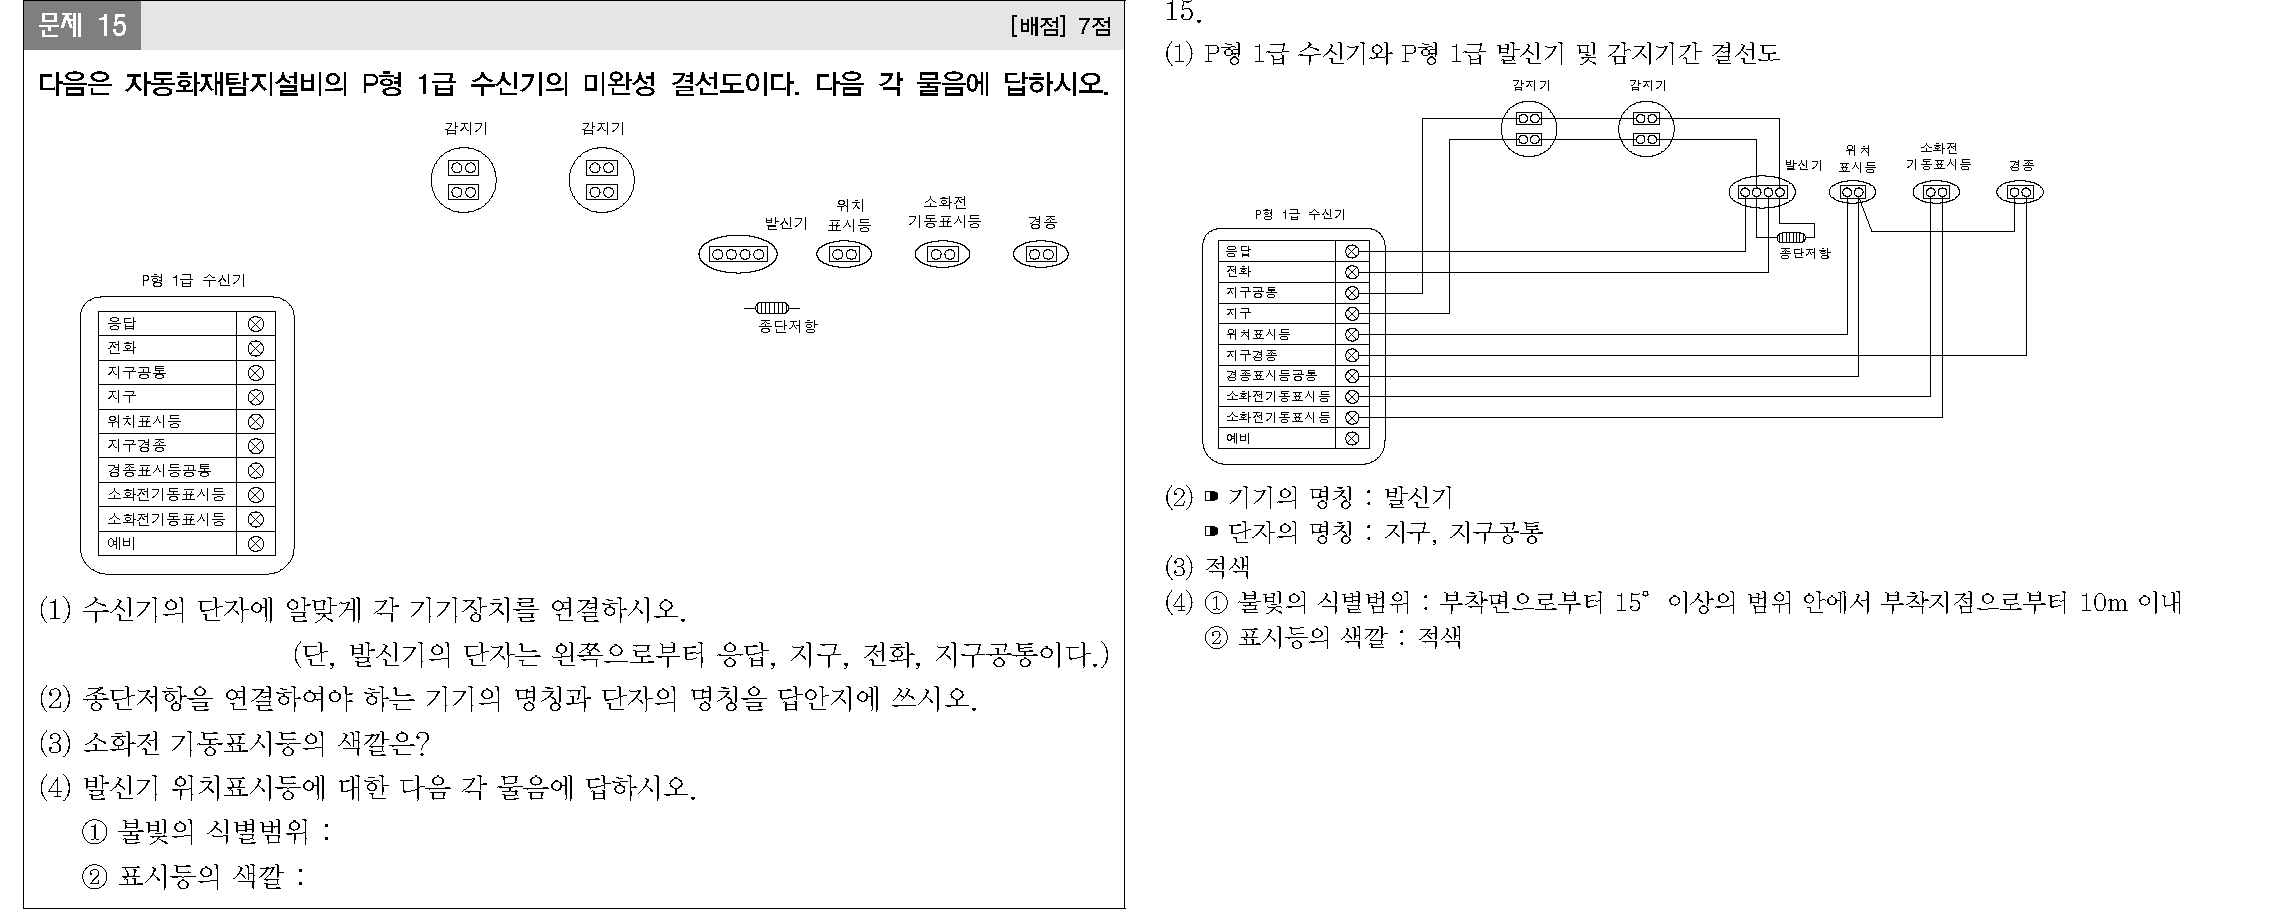 문제 15
[배점] 7점
다음은 자동화재탐지설비의 P형 1급 수신기의 미완성 결선도이다. 다음 각 물음에 답하시오.
감지기
감지기
발신기
위치
표시등
소화전
기동표시등
경종
종단저항
P형 1급 수신기
응답
전화
지구공통
지구
위치표시등
지구경종
경종표시등공통
소화전기동표시등
소화전기동표시등
예비
(1) 수신기의 단자에 알맞게 각 기기장치를 연결하시오.
(단, 발신기의 단자는 왼쪽으로부터 응답, 지구, 전화, 지구공통이다.)
(2) 종단저항을 연결하여야 하는 기기의 명칭과 단자의 명칭을 답안지에 쓰시오.
(3) 소화전 기동표시등의 색깔은?
(4) 발신기 위치표시등에 대한 다음 각 물음에 답하시오.
① 불빛의 식별범위 :
② 표시등의 색깔 :
15.
(1) P형 1급 수신기와 P형 1급 발신기 및 감지기간 결선도
감지기
감지기
발신기
위치
표시등
소화전
기동표시등
경종
종단저항
P형 1급 수신기
응답
전화
지구공통
지구
위치표시등
지구경종
경종표시등공통
소화전기동표시등
소화전기동표시등
예비
(2) 기기의 명칭 : 발신기
단자의 명칭 : 지구, 지구공통
(3) 적색
(4) ① 불빛의 식별범위 : 부착면으로부터 15° 이상의 범위 안에서 부착지점으로부터 10m 이내
② 표시등의 색깔 : 적색